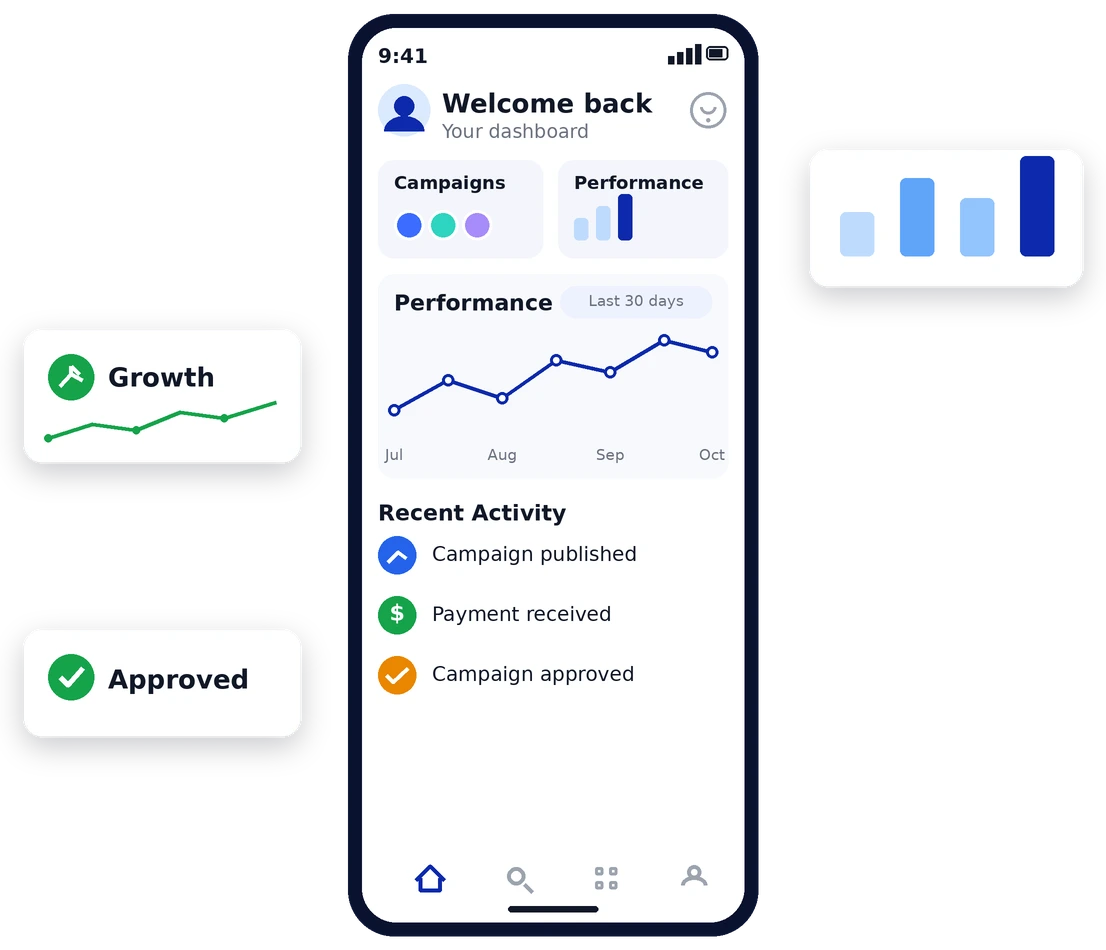 9:41
Welcome back
Your dashboard
Campaigns
Performance
Performance
Last 30 days
Jul Aug Sep Oct
Recent Activity
Campaign published
$
Payment received
Campaign approved
Growth
Approved